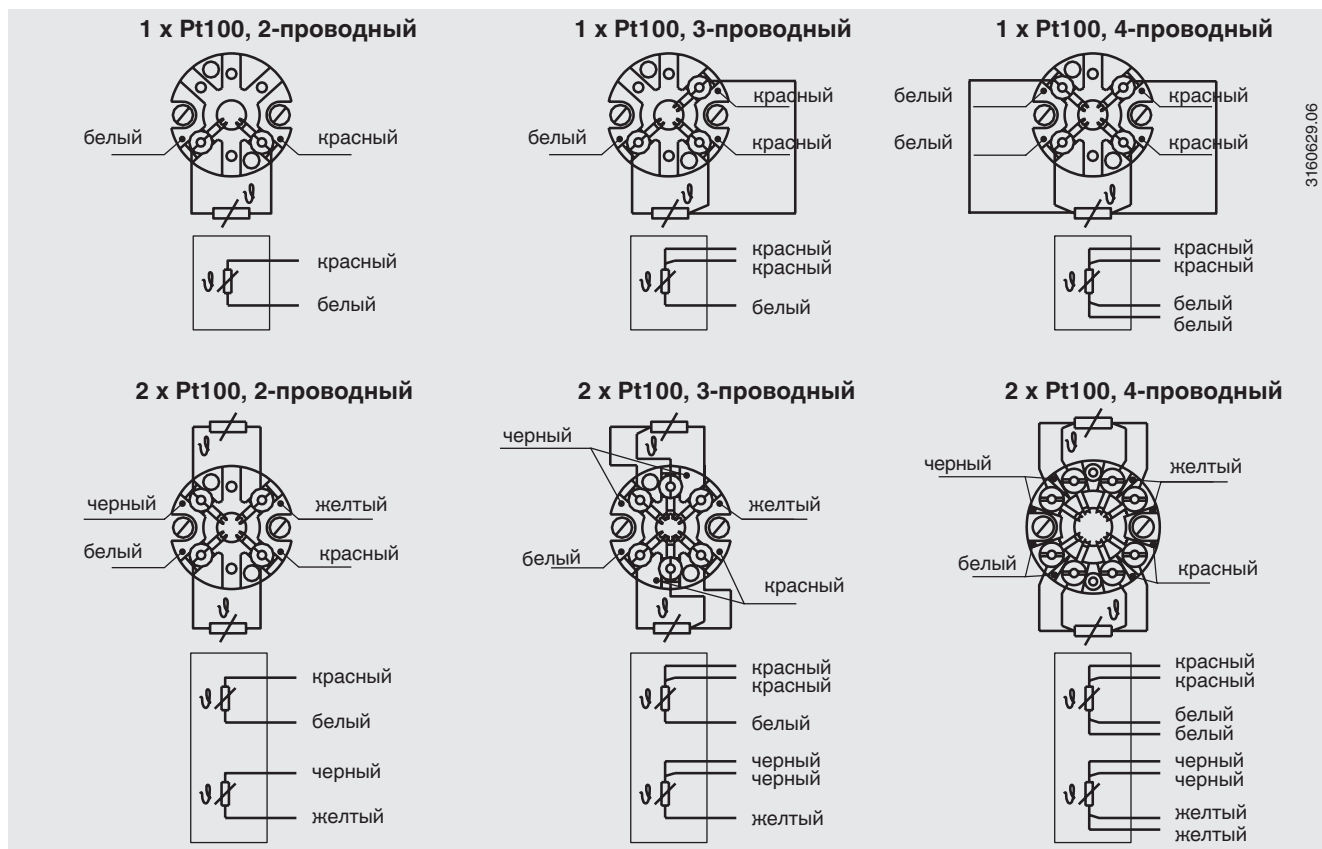 1 x Pt100, 2-проводный
белый
красный
ϑ
ϑ
красный
белый
1 x Pt100, 3-проводный
красный
белый
красный
ϑ
ϑ
красный
красный
белый
1 x Pt100, 4-проводный
белый
красный
белый
красный
ϑ
ϑ
красный
красный
белый
белый
3160629.06
2 x Pt100, 2-проводный
ϑ
черный
желтый
белый
красный
ϑ
ϑ
красный
белый
ϑ
черный
желтый
2 x Pt100, 3-проводный
черный
ϑ
желтый
белый
красный
ϑ
ϑ
красный
красный
белый
ϑ
черный
черный
желтый
2 x Pt100, 4-проводный
ϑ
черный
желтый
белый
красный
ϑ
ϑ
красный
красный
белый
белый
ϑ
черный
черный
желтый
желтый